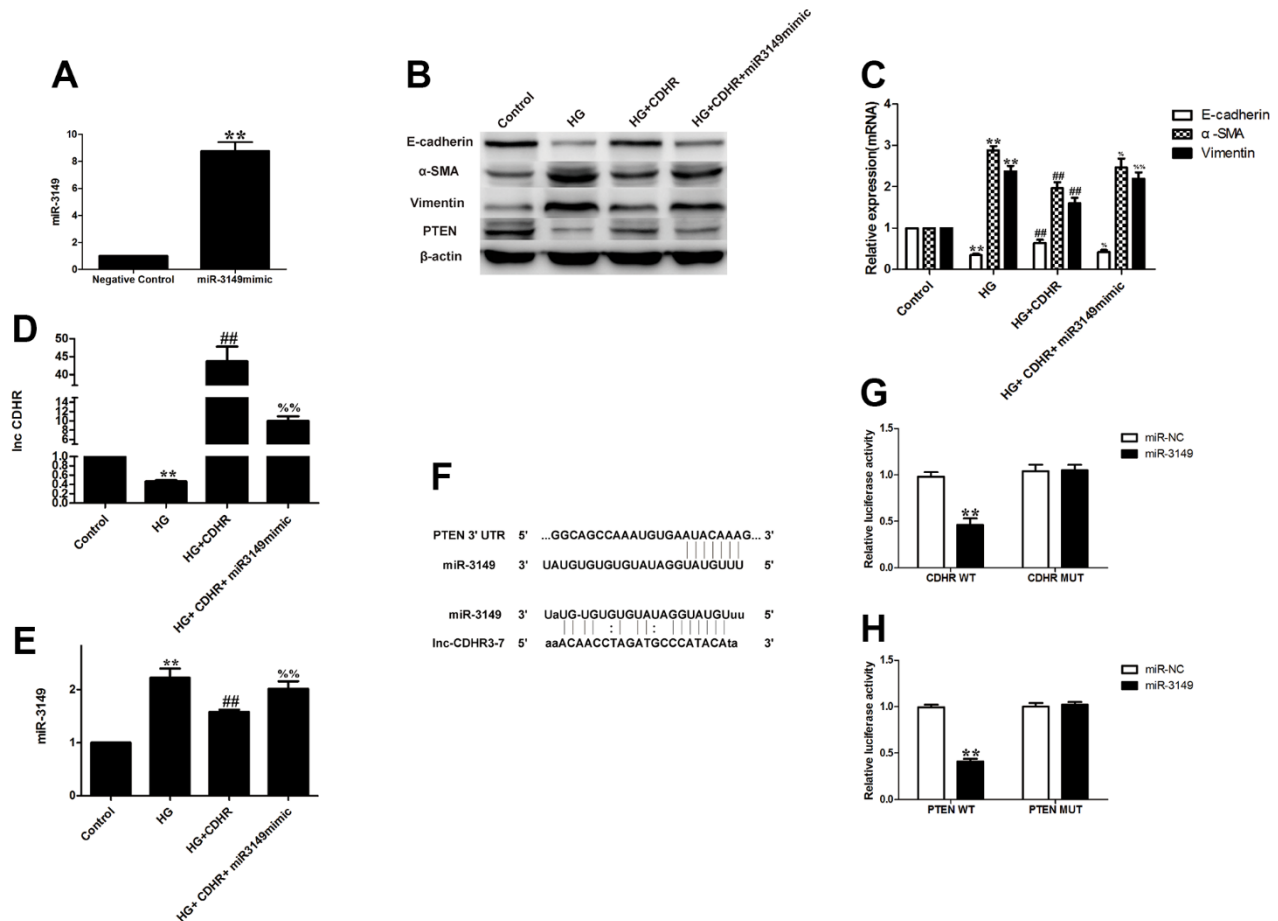 A
miR-3149
10
8
6
4
2
0
**
Negative Control
miR-3149mimic
B
Control
HG
HG+CDHR
HG+CDHR+miR3149mimic
E-cadherin
α-SMA
Vimentin
PTEN
β-actin
C
Relative expression(mRNA)
4
3
2
1
0
**
**
**
##
##
##
%
%
%%
Control
HG
HG+CDHR
HG+ CDHR+ miR3149mimic
E-cadherin
α-SMA
Vimentin
D
lnc CDHR
50
45
40
35
14
12
10
8
6
1.0
0.8
0.6
0.4
0.2
0.0
**
##
%%
Control
HG
HG+CDHR
HG+ CDHR+ miR3149mimic
E
miR-3149
2
1
0
**
##
%%
Control
HG
HG+CDHR
HG+ CDHR+ miR3149mimic
F
PTEN 3' UTR 5' ...GGCAGCCAAAUGUGAAUACAAAG... 3'
miR-3149 3' UAUGUGUGUGUAUAGGUAUGUUU 5'
miR-3149 3' UaUG-UGUGUGUAUAGGUAUGUuu 5'
lnc-CDHR3-7 5' aaACAACCTAGATGCCCATACAta 3'
G
Relative luciferase activity
1.5
1.0
0.5
0.0
**
CDHR WT
CDHR MUT
miR-NC
miR-3149
H
Relative luciferase activity
1.5
1.0
0.5
0.0
**
PTEN WT
PTEN MUT
miR-NC
miR-3149